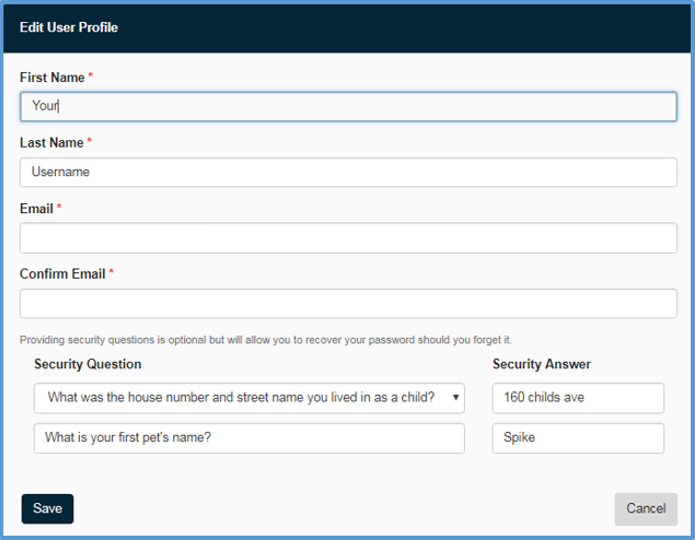 Edit User Profile
First Name *
Your
Last Name *
Username
Email *
Confirm Email *
Providing security questions is optional but will allow you to recover your password should you forget it.
Security Question Security Answer
What was the house number and street name you lived in as a child? 160 childs ave
What is your first pet's name? Spike
Save Cancel